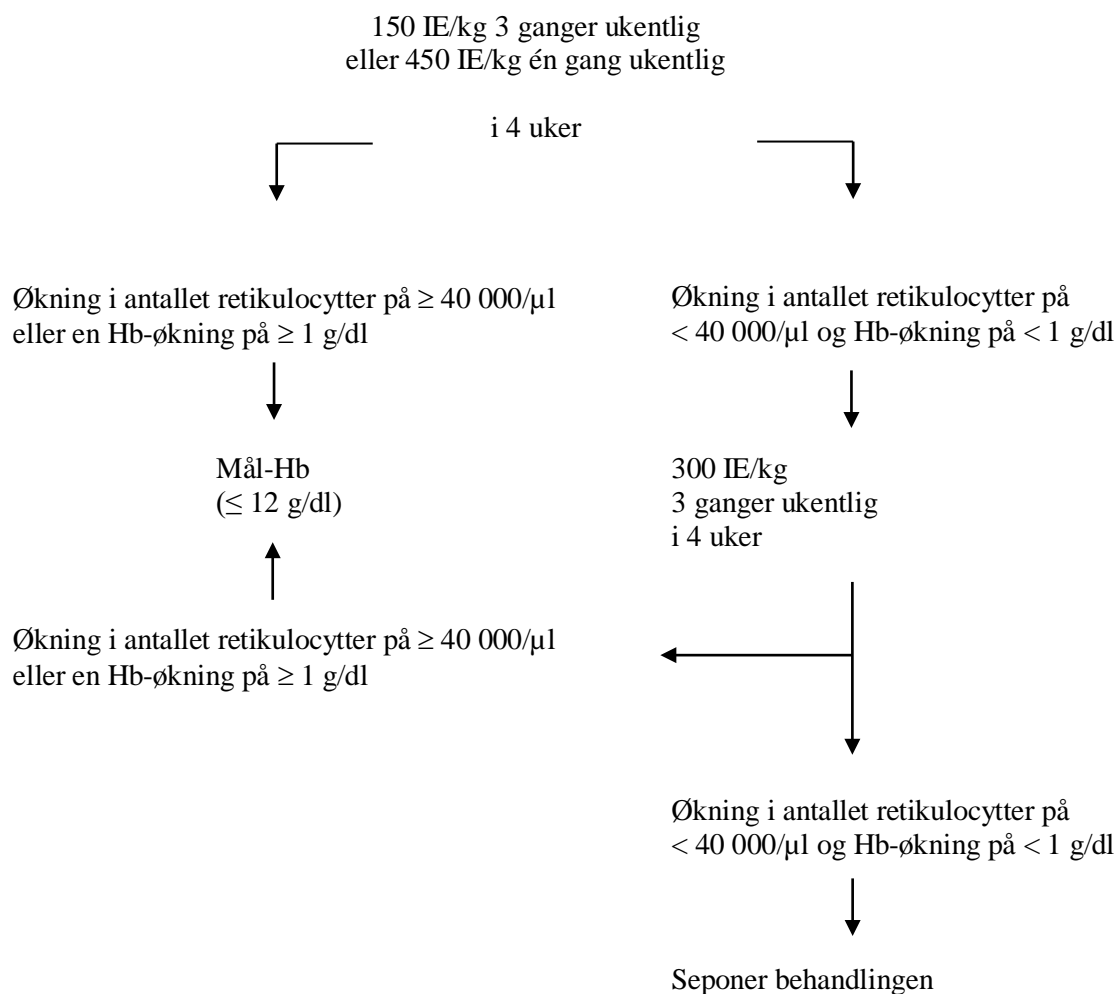 150 IE/kg 3 ganger ukentlig
eller 450 IE/kg én gang ukentlig
i 4 uker
Økning i antallet retikulocytter på ≥ 40 000/µl
eller en Hb-økning på ≥ 1 g/dl
Økning i antallet retikulocytter på
< 40 000/µl og Hb-økning på < 1 g/dl
Mål-Hb
(≤ 12 g/dl)
300 IE/kg
3 ganger ukentlig
i 4 uker
Økning i antallet retikulocytter på ≥ 40 000/µl
eller en Hb-økning på ≥ 1 g/dl
Økning i antallet retikulocytter på
< 40 000/µl og Hb-økning på < 1 g/dl
Seponer behandlingen